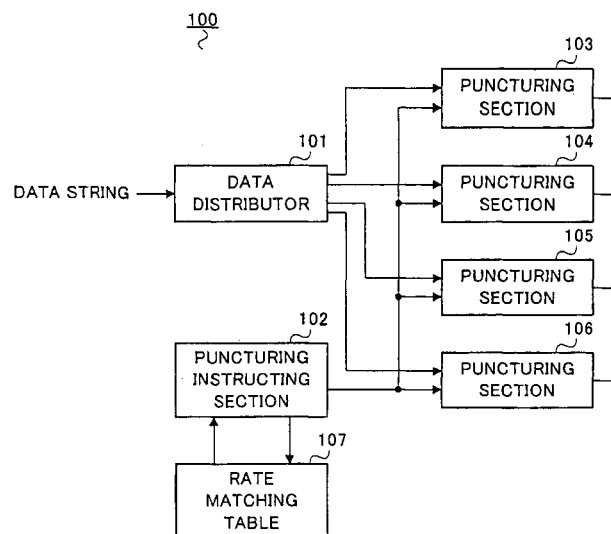 100
103
PUNCTURING
SECTION
101
DATA
DISTRIBUTOR
DATA STRING
104
PUNCTURING
SECTION
105
PUNCTURING
SECTION
102
PUNCTURING
INSTRUCTING
SECTION
106
PUNCTURING
SECTION
107
RATE
MATCHING
TABLE